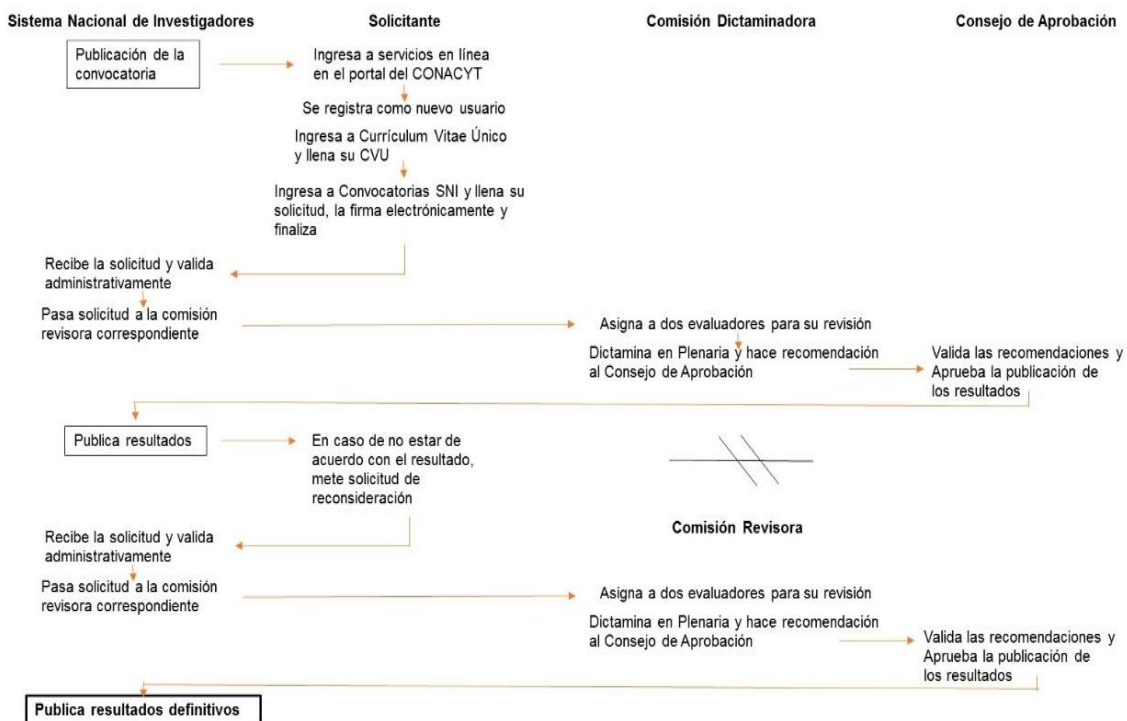 Sistema Nacional de Investigadores
Solicitante
Comisión Dictaminadora
Consejo de Aprobación
Publicación de la
convocatoria
Ingresa a servicios en línea
en el portal del CONACYT
Se registra como nuevo usuario
Ingresa a Currículum Vitae Único
y llena su CVU
Ingresa a Convocatorias SNI y llena su
solicitud, la firma electrónicamente y
finaliza
Recibe la solicitud y valida
administrativamente
Pasa solicitud a la comisión
revisora correspondiente
Asigna a dos evaluadores para su revisión
Dictamina en Plenaria y hace recomendación
al Consejo de Aprobación
Valida las recomendaciones y
Aprueba la publicación de
los resultados
Publica resultados
En caso de no estar de
acuerdo con el resultado,
mete solicitud de
reconsideración
Comisión Revisora
Recibe la solicitud y valida
administrativamente
Pasa solicitud a la comisión
revisora correspondiente
Asigna a dos evaluadores para su revisión
Dictamina en Plenaria y hace recomendación
al Consejo de Aprobación
Valida las recomendaciones y
Aprueba la publicación de
los resultados
Publica resultados definitivos